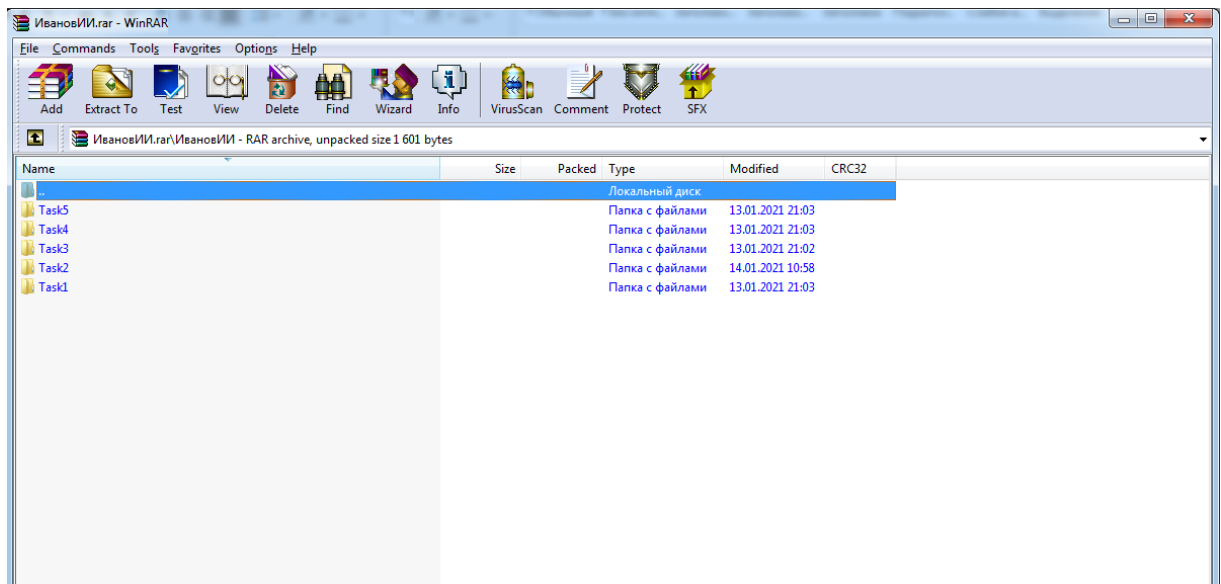 ИвановИИ.rar - WinRAR
File Commands Tools Favorites Options Help
Add Extract To Test View Delete Find Wizard Info VirusScan Comment Protect SFX
ИвановИИ.rar\ИвановИИ - RAR archive, unpacked size 1 601 bytes
Name Size Packed Type Modified CRC32
.. Локальный диск
Task5 Папка с файлами 13.01.2021 21:03
Task4 Папка с файлами 13.01.2021 21:03
Task3 Папка с файлами 13.01.2021 21:02
Task2 Папка с файлами 14.01.2021 10:58
Task1 Папка с файлами 13.01.2021 21:03